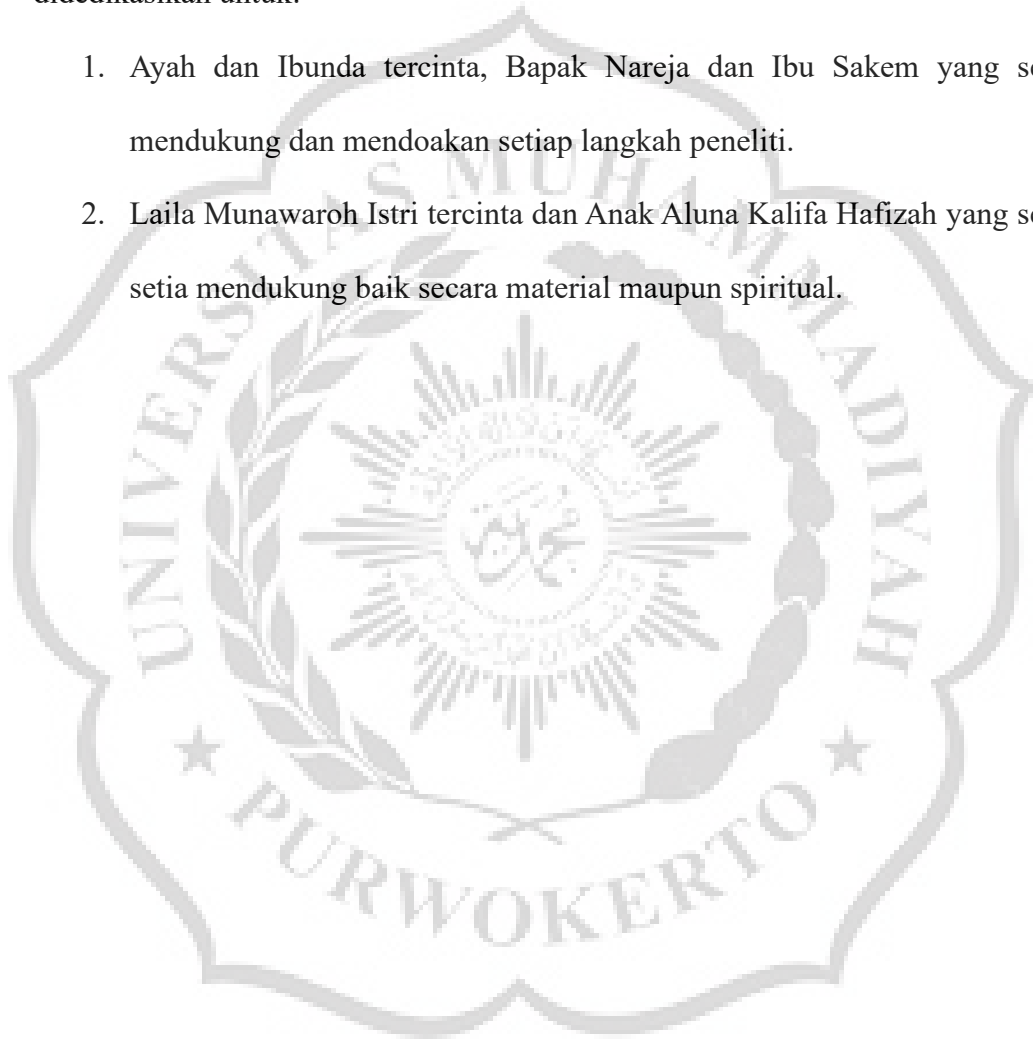 didedikasikan untuk:
1. Ayah dan Ibunda tercinta, Bapak Nareja dan Ibu Sakem yang
mendukung dan mendoakan setiap langkah peneliti.
2. Laila Munawaroh Istri tercinta dan Anak Aluna Kalifa Hafizah yang
setia mendukung baik secara material maupun spiritual.
UNIVERSITAS MUHAMMADIYAH
PURWOKERTO